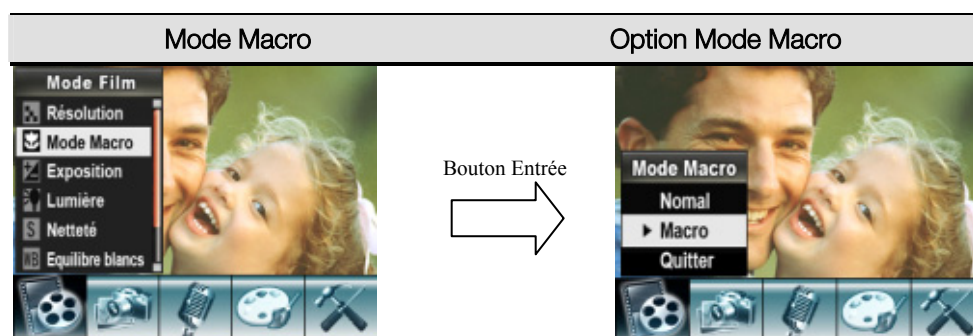 Mode Macro
Option Mode Macro
Mode Film
Résolution
Mode Macro
Exposition
Lumière
S Netteté
WB Equilibre blancs
Bouton Entrée
Mode Macro
Nomal
Macro
Quitter